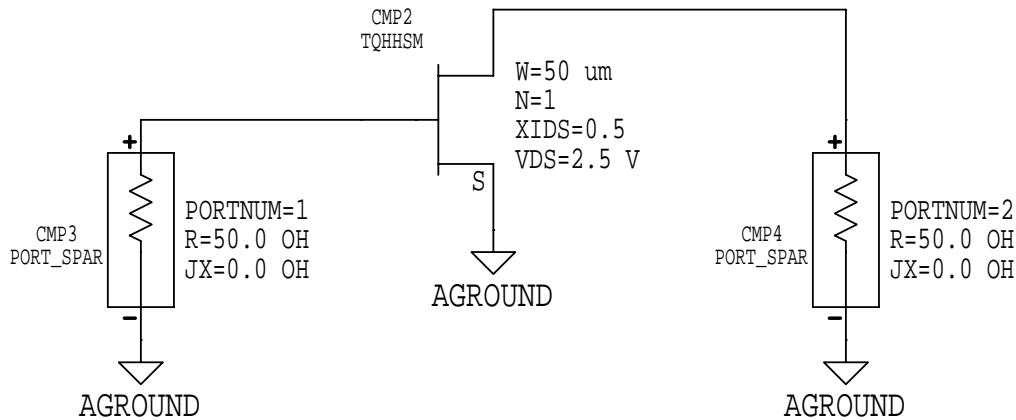 CMP2
TQHHSM
W=50 um
N=1
XIDS=0.5
VDS=2.5 V
S
+
+
CMP3
PORT_SPAR
PORTNUM=1
R=50.0 OH
JX=0.0 OH
CMP4
PORT_SPAR
PORTNUM=2
R=50.0 OH
JX=0.0 OH
AGROUND
-
-
AGROUND
AGROUND